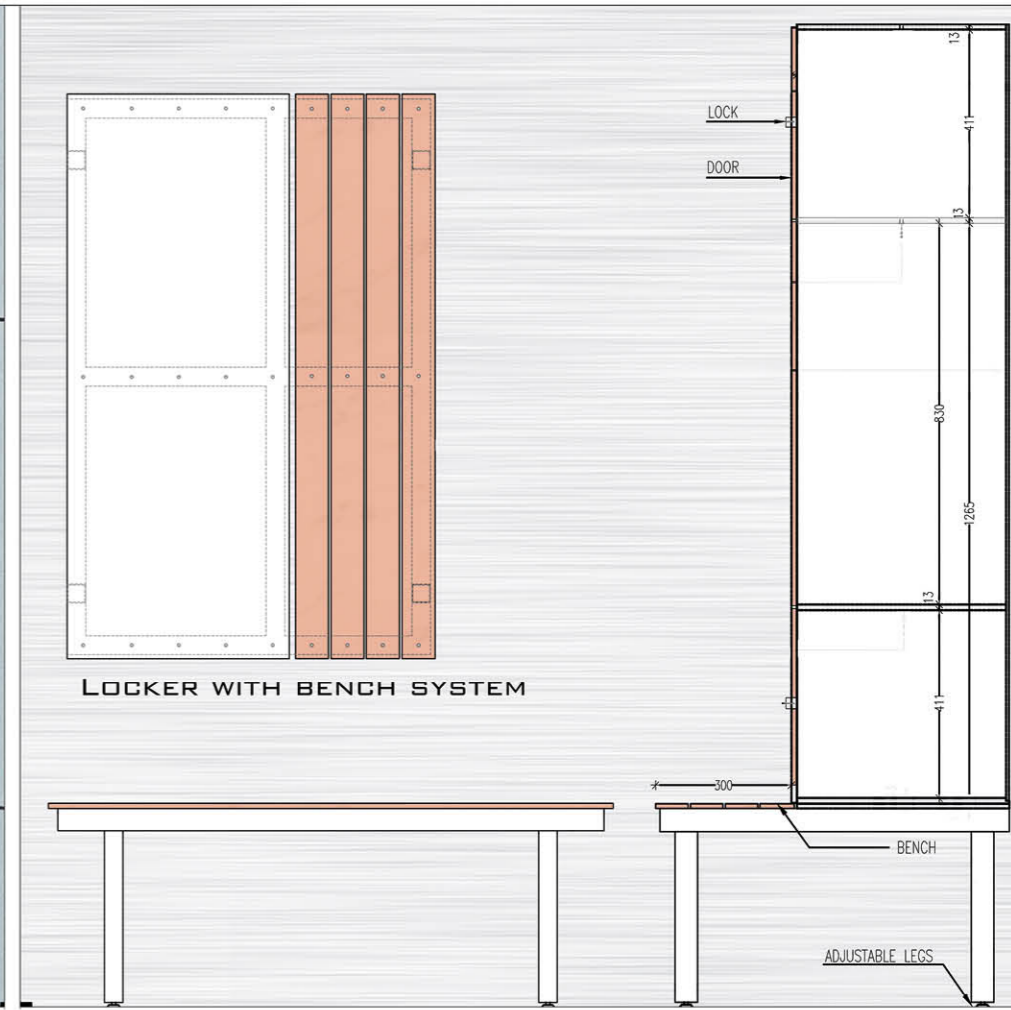 13
LOCK
411
DOOR
13
830
1265
13
LOCKER WITH BENCH SYSTEM
411
300
BENCH
ADJUSTABLE LEGS